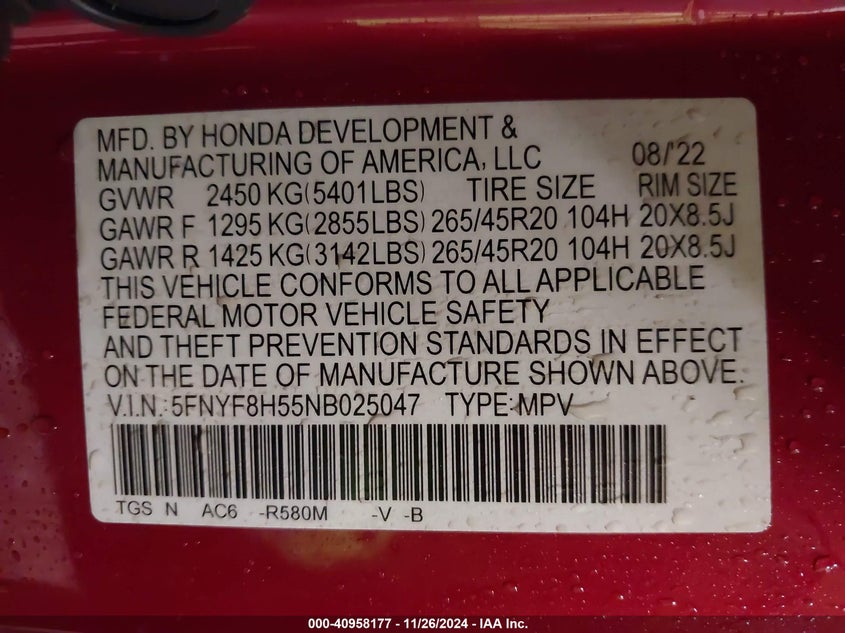 MFD. BY HONDA DEVELOPMENT &
MANUFACTURING OF AMERICA, LLC 08/'22
GVWR 2450 KG(5401LBS) TIRE SIZE RIM SIZE
GAWR F 1295 KG(2855LBS) 265/45R20 104H 20X8.5J
GAWR R 1425 KG(3142LBS) 265/45R20 104H 20X8.5J
THIS VEHICLE CONFORMS TO ALL APPLICABLE
FEDERAL MOTOR VEHICLE SAFETY
AND THEFT PREVENTION STANDARDS IN EFFECT
ON THE DATE OF MANUFACTURE SHOWN ABOVE.
V.I.N.:5FNYF8H55NB025047 TYPE:MPV
TGS N AC6 -R580M -V -B
000-40958177 - 11/26/2024 - IAA Inc.